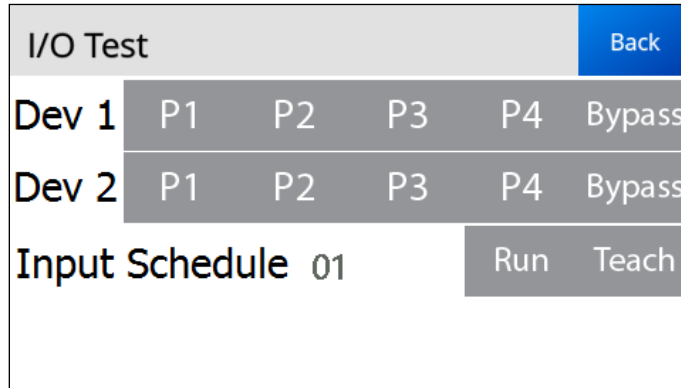 I/O Test Back
Dev 1 P1 P2 P3 P4 Bypass
Dev 2 P1 P2 P3 P4 Bypass
Input Schedule 01 Run Teach